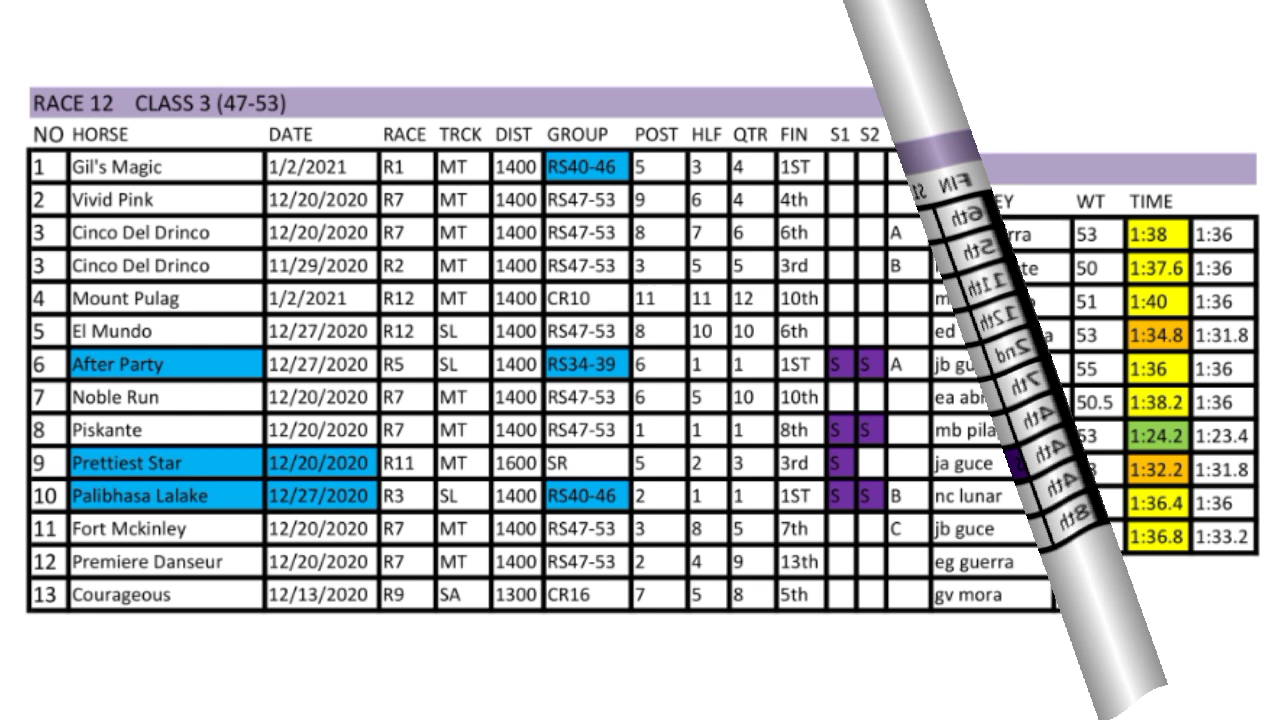 RACE 12 CLASS 3 (47-53)
NO HORSE DATE RACE TRCK DIST GROUP POST HLF QTR FIN S1 S2
1 Gil's Magic 1/2/2021 R1 MT 1400 RS40-46 5 3 4 1ST
2 Vivid Pink 12/20/2020 R7 MT 1400 RS47-53 9 6 4 4th
3 Cinco Del Drinco 12/20/2020 R7 MT 1400 RS47-53 8 7 6 6th A
3 Cinco Del Drinco 11/29/2020 R2 MT 1400 RS47-53 3 5 5 3rd B
4 Mount Pulag 1/2/2021 R12 MT 1400 CR10 11 11 12 10th
5 El Mundo 12/27/2020 R12 SL 1400 RS47-53 8 10 10 6th ed
6 After Party 12/27/2020 R5 SL 1400 RS34-39 6 1 1 1ST S S A jb
7 Noble Run 12/20/2020 R7 MT 1400 RS47-53 6 5 10 10th ea
8 Piskante 12/20/2020 R7 MT 1400 RS47-53 1 1 1 8th S S mb
9 Prettiest Star 12/20/2020 R11 MT 1600 SR 5 2 3 3rd S ja guce
10 Palibhasa Lalake 12/27/2020 R3 SL 1400 RS40-46 2 1 1 1ST S S B nc lunar
11 Fort Mckinley 12/20/2020 R7 MT 1400 RS47-53 3 8 5 7th C jb guce
12 Premiere Danseur 12/20/2020 R7 MT 1400 RS47-53 2 4 9 13th eg guerra
13 Courageous 12/13/2020 R9 SA 1300 CR16 7 5 8 5th gv mora
FIN S1
6th
5th
11th
12th
2nd
7th
4th
4th
4th
8th
WT TIME
53 1:38 1:36
50 1:37.6 1:36
51 1:40 1:36
53 1:34.8 1:31.8
55 1:36 1:36
50.5 1:38.2 1:36
53 1:24.2 1:23.4
1:32.2 1:31.8
1:36.4 1:36
1:36.8 1:33.2